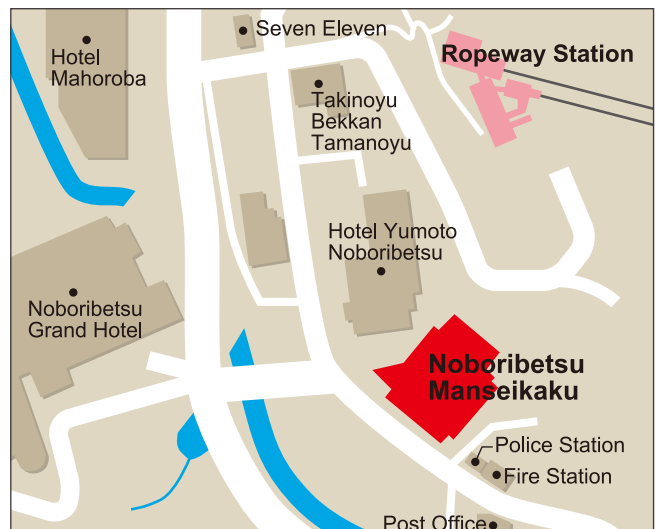 Seven Eleven
Hotel
Mahoroba
Ropeway Station
Takinoyu
Bekkan
Tamanoyu
Hotel Yumoto
Noboribetsu
Noboribetsu
Grand Hotel
Noboribetsu
Manseikaku
Police Station
Fire Station
Post Office